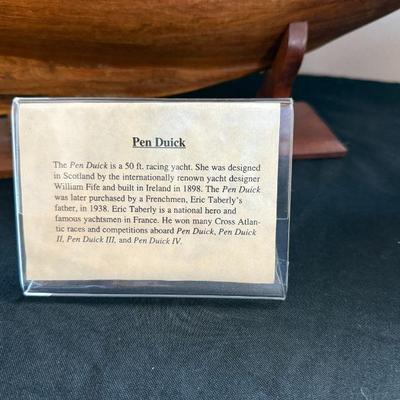 Pen Duick
The Pen Duick is a 50 ft. racing yacht. She was designed
in Scotland by the internationally renown yacht designer
William Fife and built in Ireland in 1898. The Pen Duick
was later purchased by a Frenchmen, Eric Taberly's
father, in 1938. Eric Taberly is a national hero and
famous yachtsmen in France. He won many Cross Atlan-
tic races and competitions aboard Pen Duick, Pen Duick
II, Pen Duick III, and Pen Duick IV.